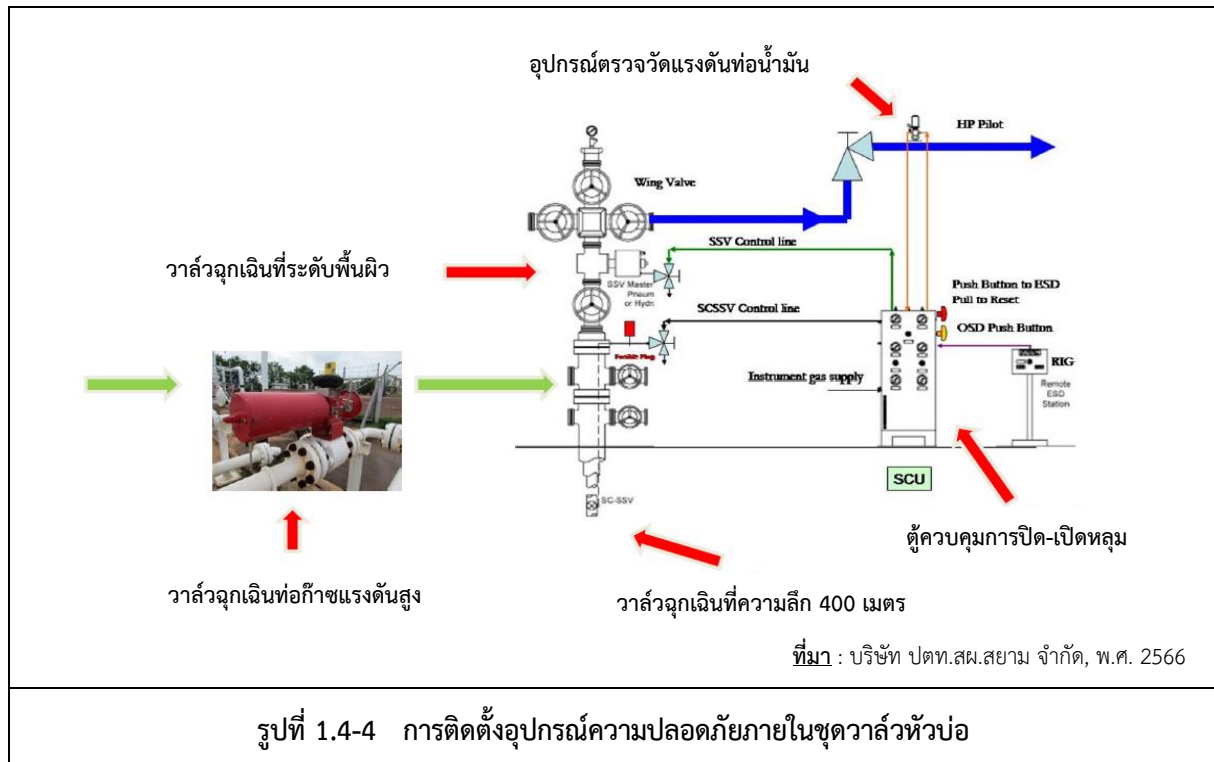 อุปกรณ์ตรวจวัดแรงดันท่อน้ำมัน
HP Pilot
Wing Valve
SSV Control line
วาล์วฉุกเฉินที่ระดับพื้นผิว
SSV Master
Pneum
or Hydn
Push Button to ESD
Pull to Reset
SCSSV Control line
OSD Push Button
Fusible Plug
RIG
Instrument gas supply
Remote
ESD
Station
SCU
SC-SSV
ตู้ควบคุมการปิด-เปิดหลุม
วาล์วฉุกเฉินท่อก๊าซแรงดันสูง
วาล์วฉุกเฉินที่ความลึก 400 เมตร
ที่มา : บริษัท ปตท.สผ.สยาม จำกัด, พ.ศ. 2566
รูปที่ 1.4-4 การติดตั้งอุปกรณ์ความปลอดภัยภายในชุดวาล์วหัวบ่อ